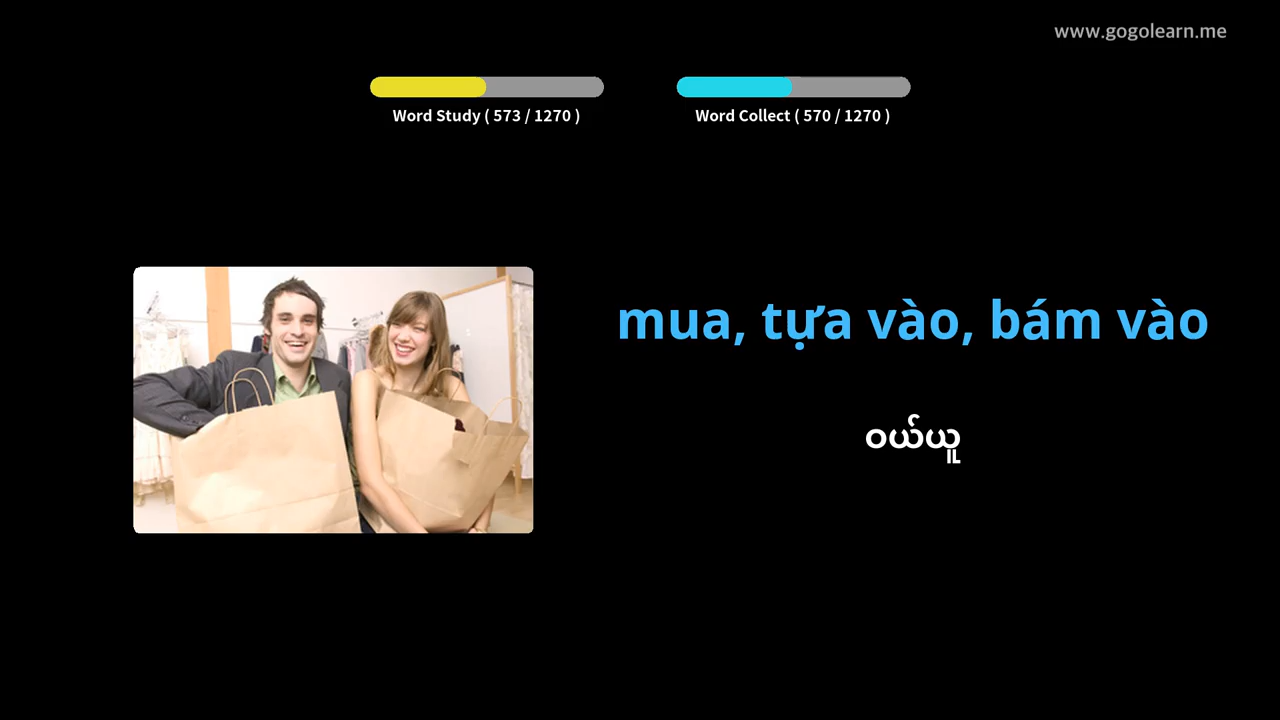 www.gogolearn.me
Word Study ( 573 / 1270 )
Word Collect ( 570 / 1270 )
mua, tựa vào, bám vào
ဝယ်ယူ